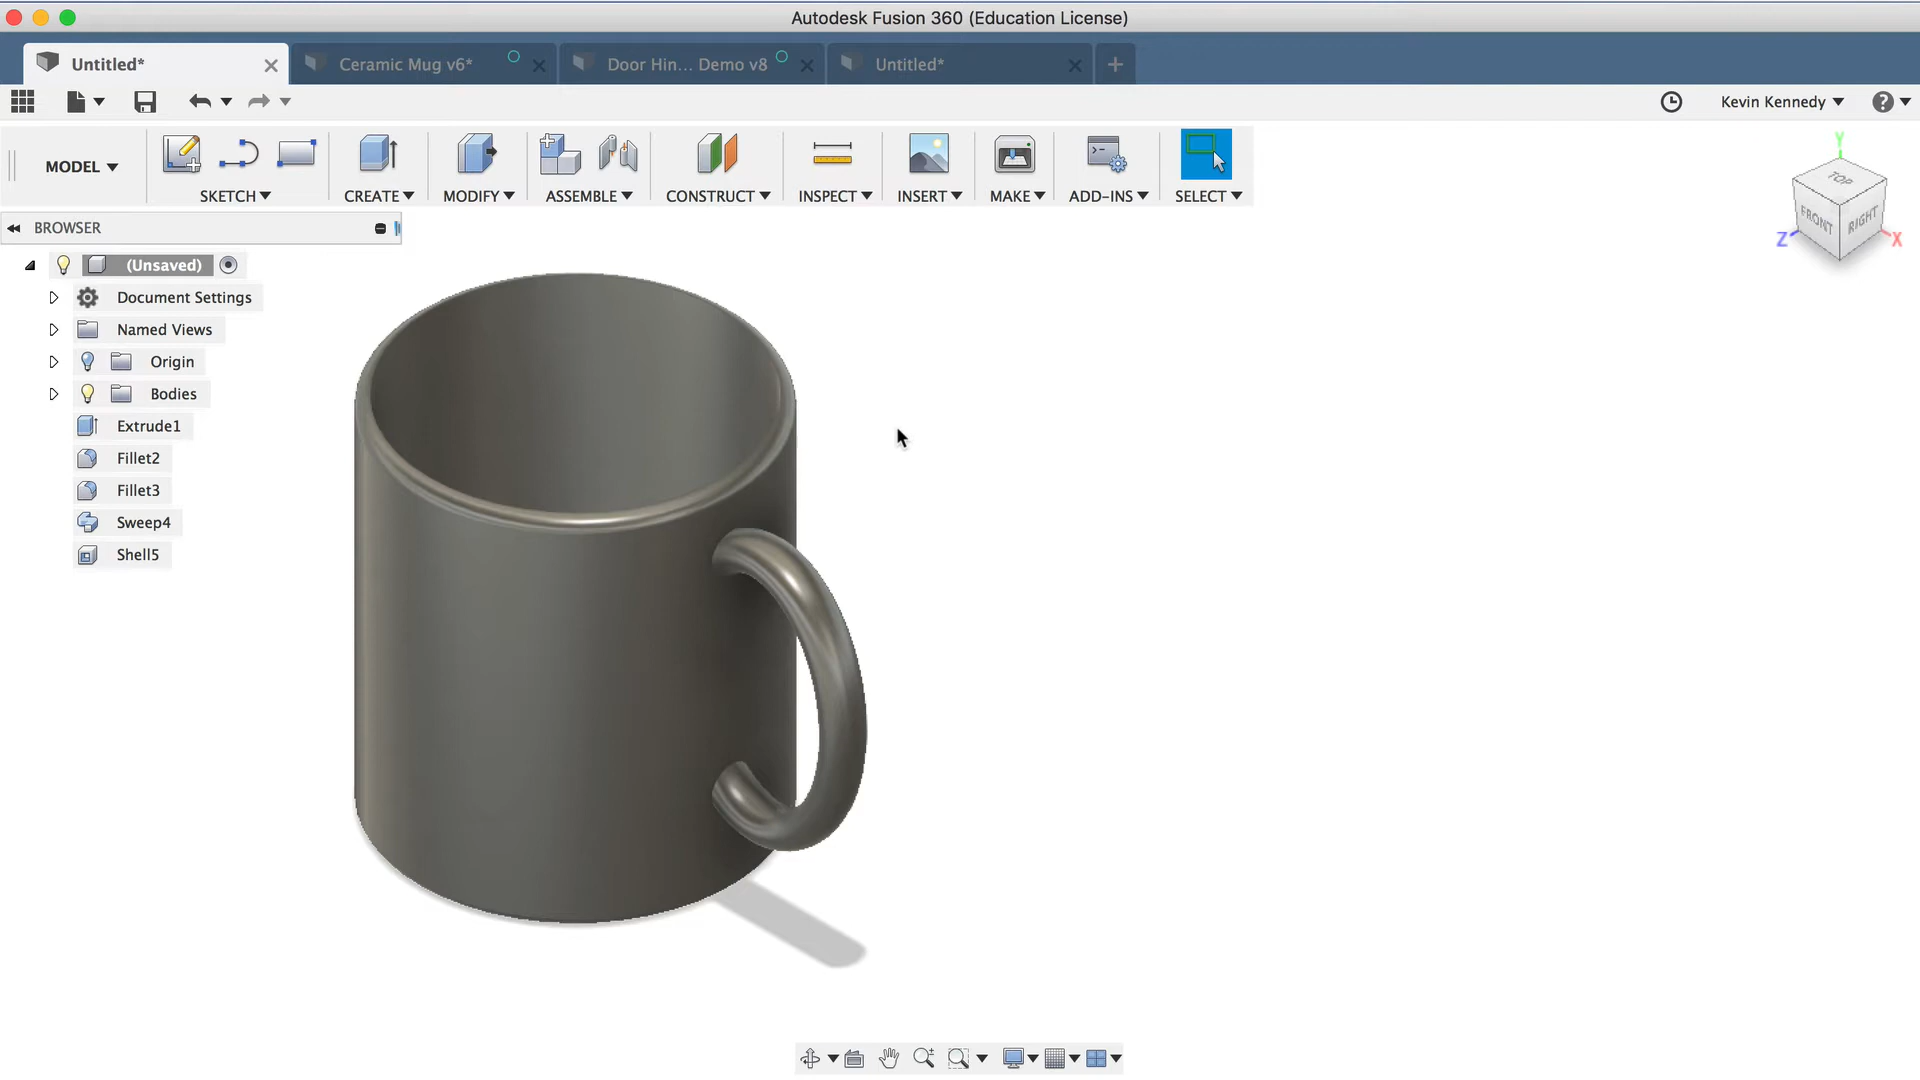 Autodesk Fusion 360 (Education License)
Untitled*
Ceramic Mug v6*
Door Hin... Demo v8
Untitled*
Kevin Kennedy
MODEL
SKETCH
CREATE
MODIFY
ASSEMBLE
CONSTRUCT
INSPECT
INSERT
MAKE
ADD-INS
SELECT
BROWSER
(Unsaved)
Document Settings
Named Views
Origin
Bodies
Extrude1
Fillet2
Fillet3
Sweep4
Shell5
Y
TOP
FRONT
RIGHT
Z
X